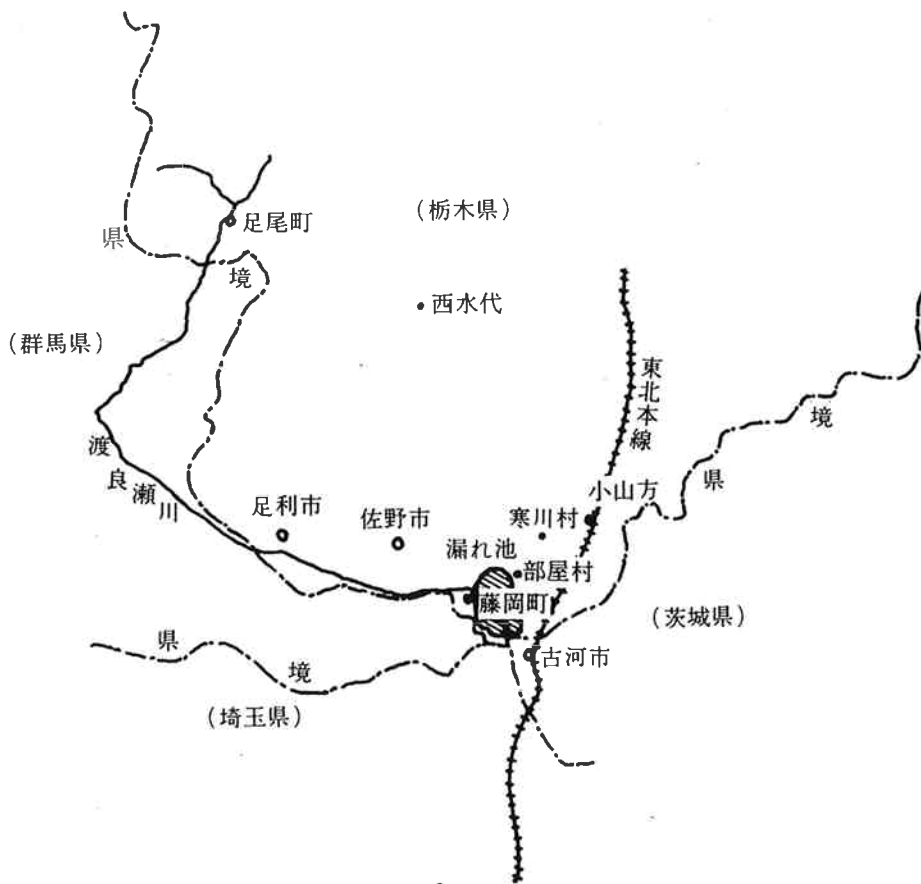 足尾町
(栃木県)
県
境
西水代
(群馬県)
東北本線
境
県
渡良瀬川
小山方
足利市
佐野市
寒川村
漏れ池
部屋村
藤岡町
(茨城県)
県
境
古河市
(埼玉県)